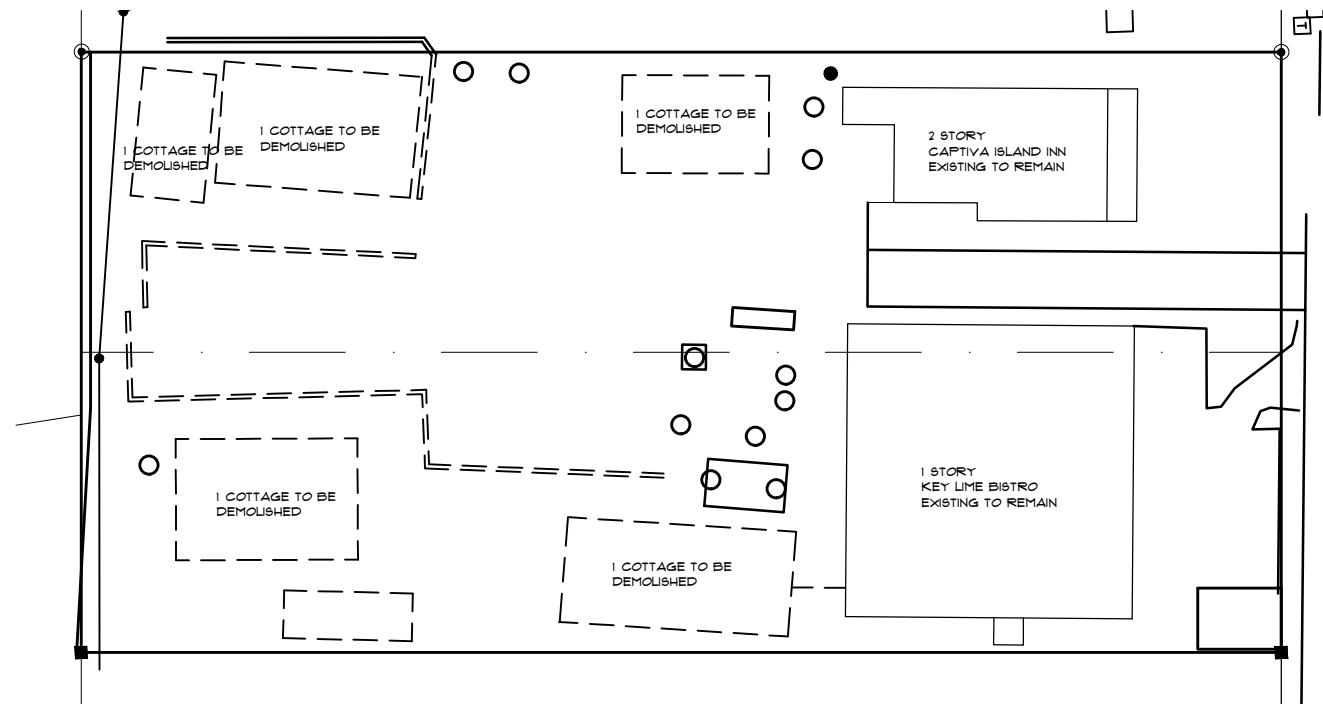 T
1 COTTAGE TO BE
DEMOLISHED
1 COTTAGE TO BE
DEMOLISHED
1 COTTAGE TO BE
DEMOLISHED
2 STORY
CAPTIVA ISLAND INN
EXISTING TO REMAIN
1 COTTAGE TO BE
DEMOLISHED
1 STORY
KEY LIME BISTRO
EXISTING TO REMAIN
1 COTTAGE TO BE
DEMOLISHED